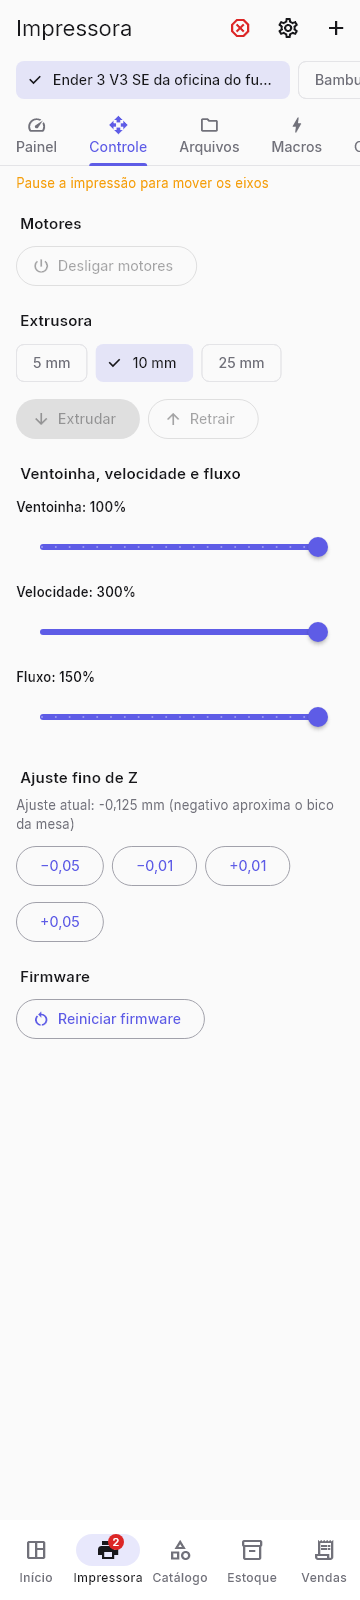 Impressora
Ender 3 V3 SE da oficina do fu...
Bambu
Painel
Controle
Arquivos
Macros
Pause a impressão para mover os eixos
Motores
Desligar motores
Extrusora
5 mm
10 mm
25 mm
Extrudar
Retrair
Ventoinha, velocidade e fluxo
Ventoinha: 100%
Velocidade: 300%
Fluxo: 150%
Ajuste fino de Z
Ajuste atual: -0,125 mm (negativo aproxima o bico
da mesa)
−0,05
−0,01
+0,01
+0,05
Firmware
Reiniciar firmware
2
Início
Impressora
Catálogo
Estoque
Vendas